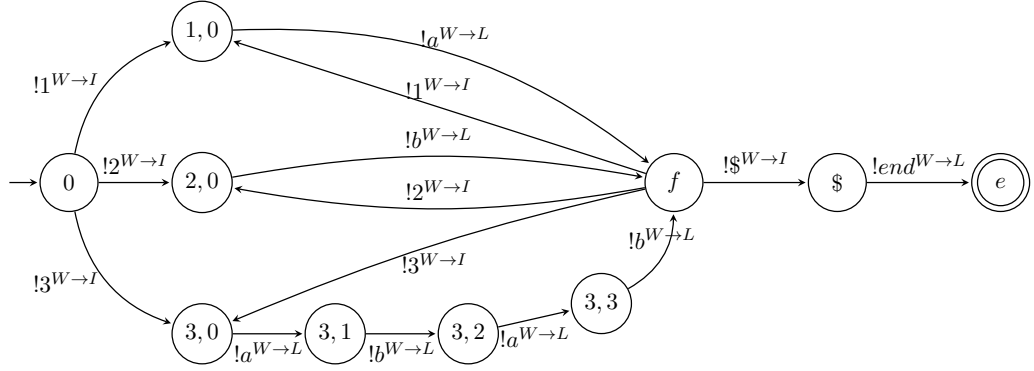 1, 0
!a^{W→L}
!1^{W→I}
!1^{W→I}
!b^{W→L}
!2^{W→I}
!$^{W→I}
!end^{W→L}
0
2, 0
f
$
e
!2^{W→I}
!b^{W→L}
!3^{W→I}
!3^{W→I}
3, 3
3, 0
3, 1
3, 2
!a^{W→L}
!b^{W→L}
!a^{W→L}